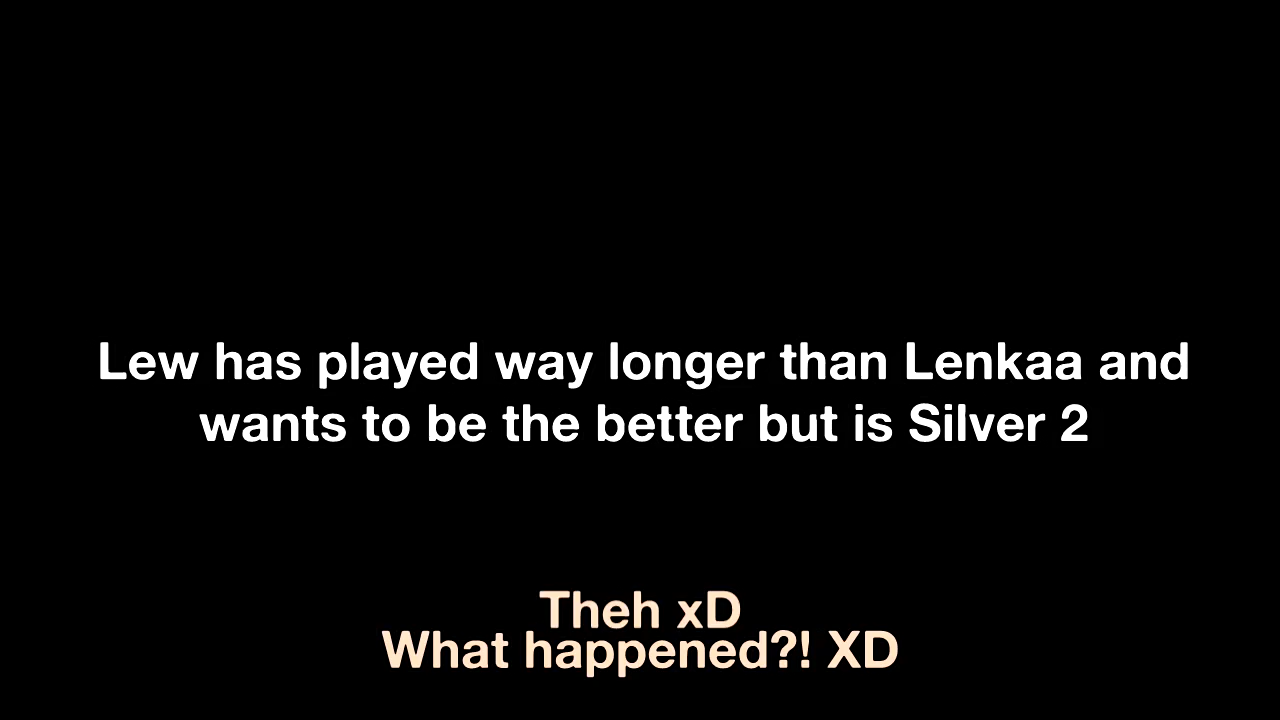 Lew has played way longer than Lenkaa and
wants to be the better but is Silver 2
Theh xD
What happened?! XD